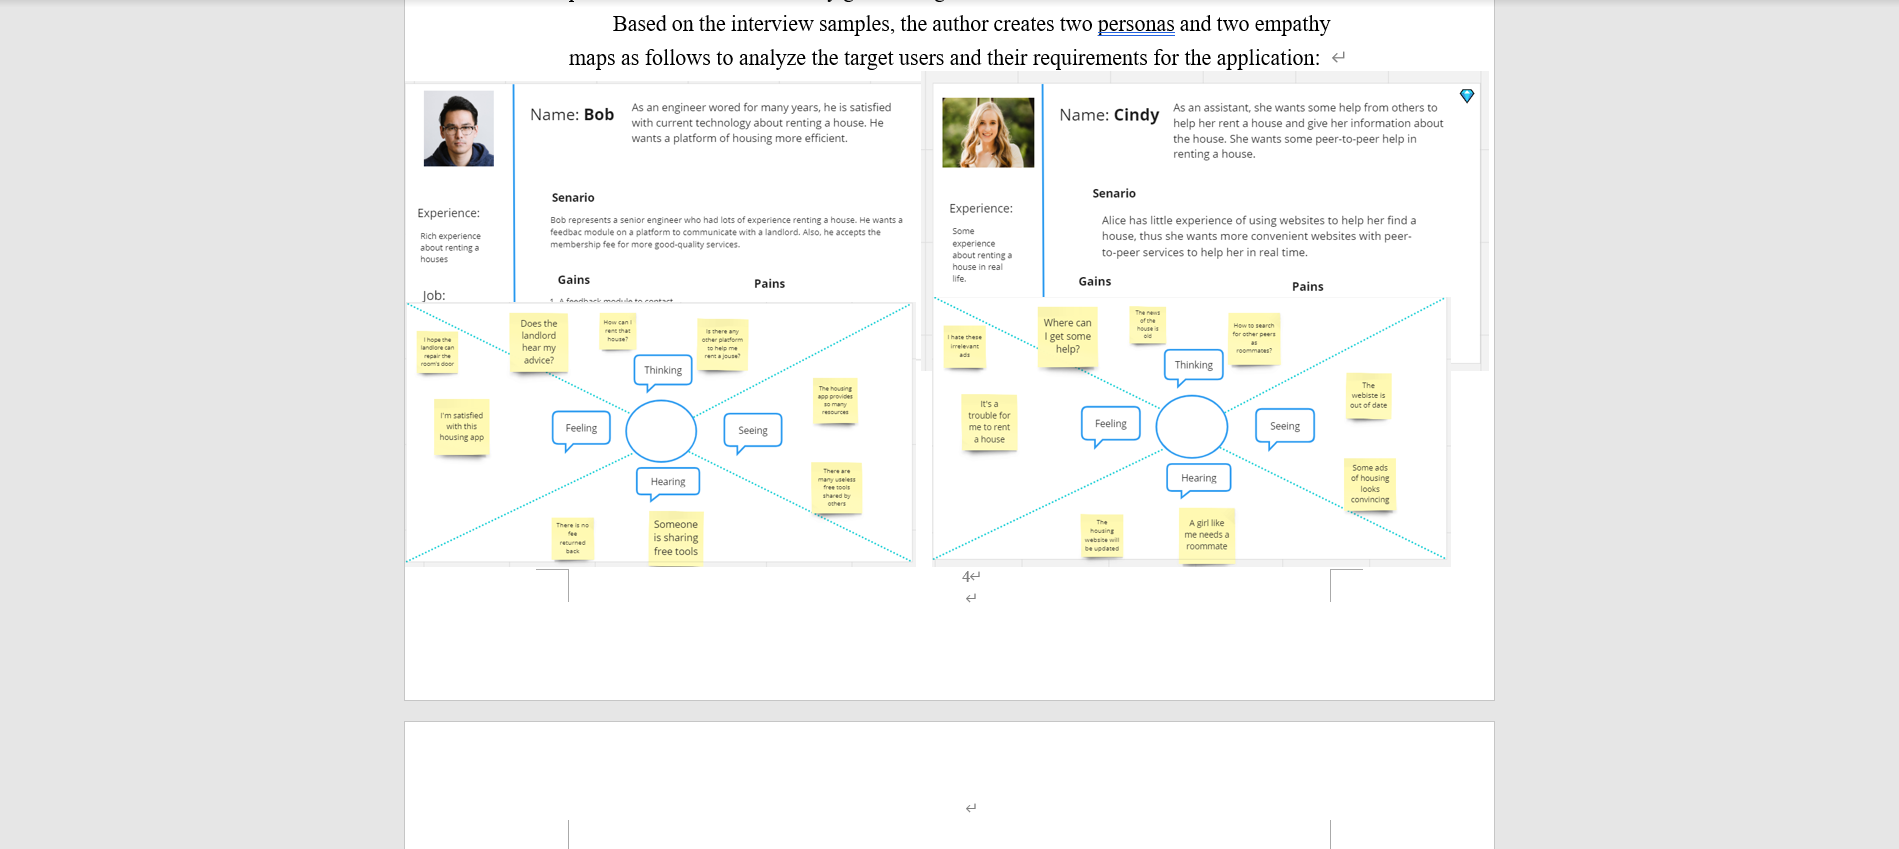 Based on the interview samples, the author creates two personas and two empathy
maps as follows to analyze the target users and their requirements for the application:
Name: Bob
As an engineer wored for many years, he is satisfied
with current technology about renting a house. He
wants a platform of housing more efficient.
Senario
Experience:
Bob represents a senior engineer who had lots of experience renting a house. He wants a
feedbac module on a platform to communicate with a landlord. Also, he accepts the
membership fee for more good-quality services.
Rich experience
about renting a
houses
Gains
Pains
Job:
1. A feedback module to contact
I hope the
landlore can
repair the
room's door
Does the
landlord
hear my
advice?
How can I
rent that
house?
Is there any
other platform
to help me
rent a jouse?
Thinking
The housing
app provides
so many
resources
I'm satisfied
with this
housing app
Feeling
Seeing
There are
many useless
free tools
shared by
others
Hearing
There is no
fee
returned
back
Someone
is sharing
free tools
Name: Cindy
As an assistant, she wants some help from others to
help her rent a house and give her information about
the house. She wants some peer-to-peer help in
renting a house.
Senario
Experience:
Alice has little experience of using websites to help her find a
house, thus she wants more convenient websites with peer-
to-peer services to help her in real time.
Some
experience
about renting a
house in real
life.
Gains
Pains
I hate these
irrelevant
ads
Where can
I get some
help?
The news
of the
house is
old
How to search
for other peers
as
roommates?
Thinking
The
webiste is
out of date
It's a
trouble for
me to rent
a house
Feeling
Seeing
Some ads
of housing
looks
convincing
Hearing
The
housing
website will
be updated
A girl like
me needs a
roommate
4